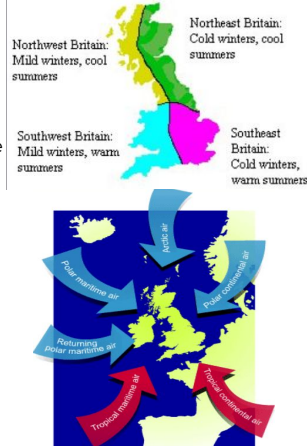 Northwest Britain:
Mild winters, cool
summers
Northeast Britain:
Cold winters, cool
summers
Southwest Britain:
Mild winters, warm
summers
Southeast
Britain:
Cold winters,
warm summers
e
Arctic air
Polar maritime air
Polar continental air
Returning
polar maritime air
Tropical maritime air
Tropical continental air